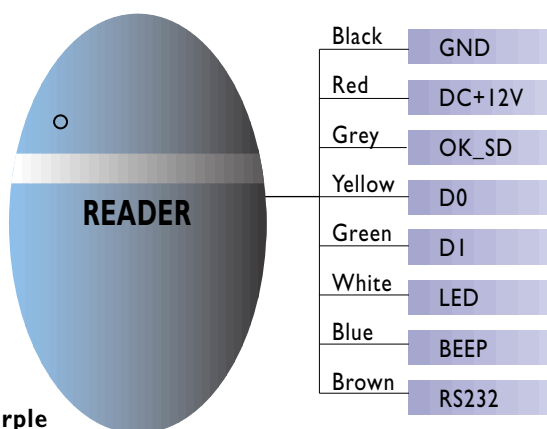 Black GND
Red DC+12V
Grey OK_SD
Yellow D0
READER
Green D1
White LED
Blue BEEP
Brown RS232